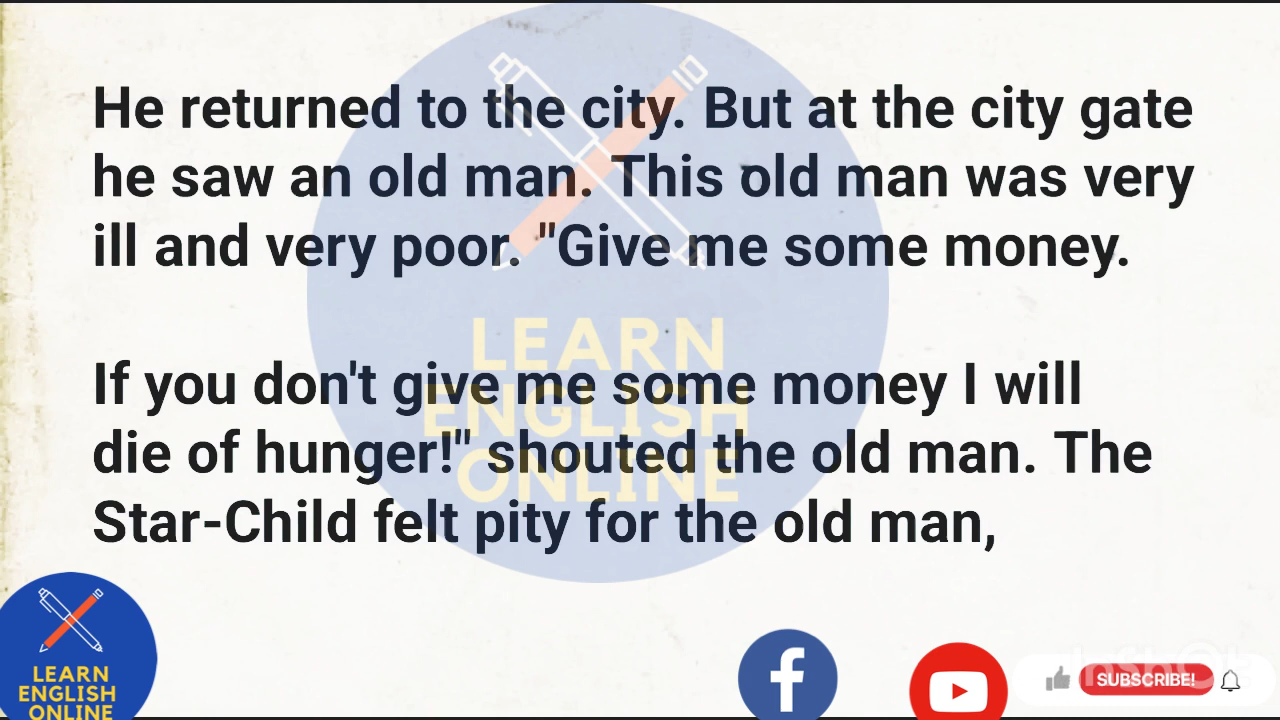 He returned to the city. But at the city gate
he saw an old man. This old man was very
ill and very poor. "Give me some money.
If you don't give me some money I will
die of hunger!" shouted the old man. The
Star-Child felt pity for the old man,
LEARN
ENGLISH
ONLINE
LEARN
ENGLISH
ONLINE
SUBSCRIBE!
InShOt